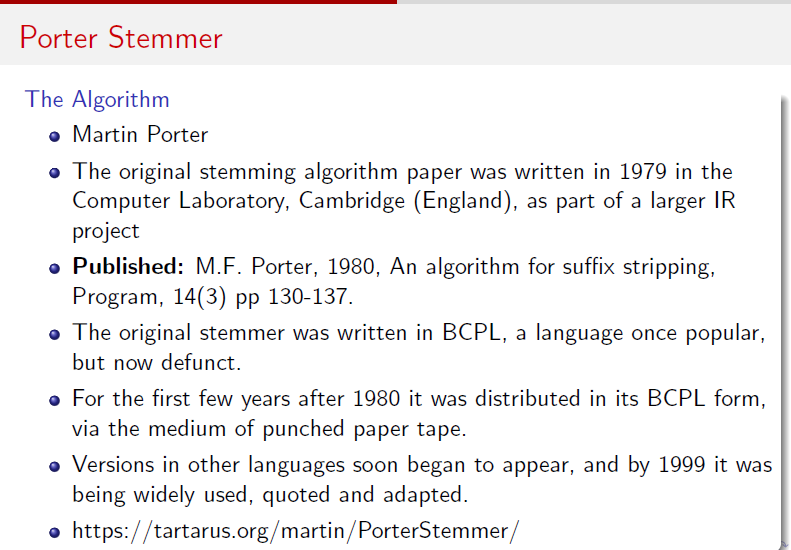 Porter Stemmer
The Algorithm
Martin Porter
The original stemming algorithm paper was written in 1979 in the
Computer Laboratory, Cambridge (England), as part of a larger IR
project
Published: M.F. Porter, 1980, An algorithm for suffix stripping,
Program, 14(3) pp 130-137.
The original stemmer was written in BCPL, a language once popular,
but now defunct.
For the first few years after 1980 it was distributed in its BCPL form,
via the medium of punched paper tape.
Versions in other languages soon began to appear, and by 1999 it was
being widely used, quoted and adapted.
https://tartarus.org/martin/PorterStemmer/